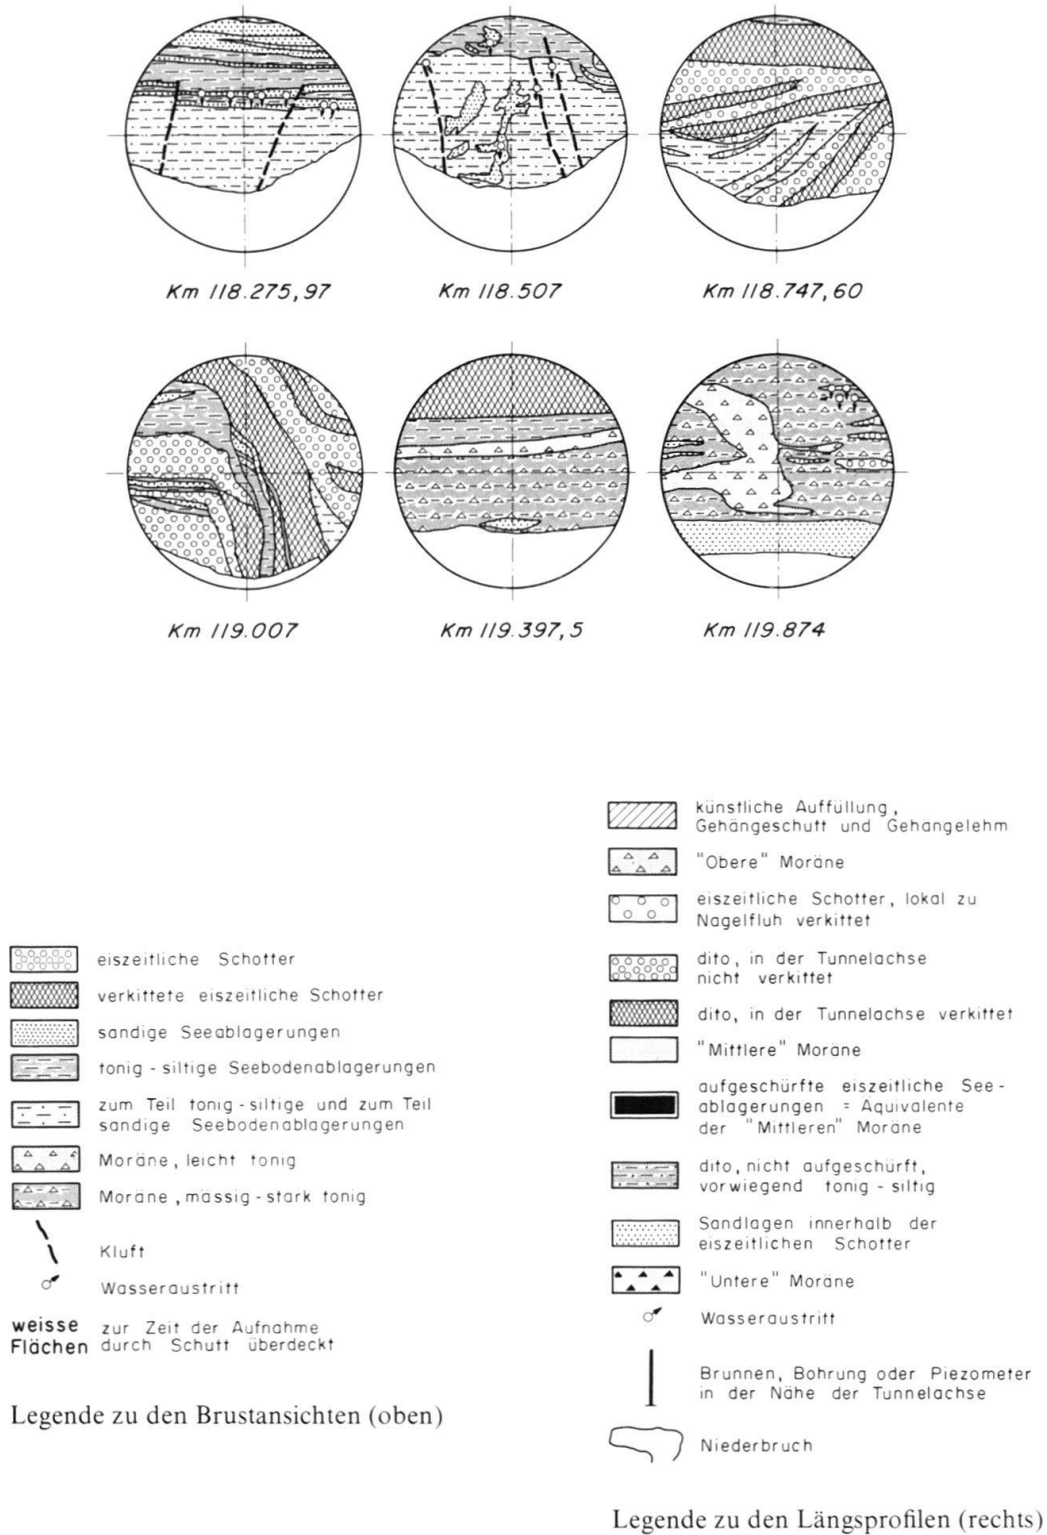 Km 118.275,97
Km 118.507
Km 118.747,60
Km 119.007
Km 119.397,5
Km 119.874
eiszeitliche Schotter
verkittete eiszeitliche Schotter
sandige Seeablagerungen
tonig - siltige Seebodenablagerungen
zum Teil tonig - siltige und zum Teil
sandige Seebodenablagerungen
Moräne, leicht tonig
Moräne, mässig - stark tonig
Kluft
Wasseraustritt
weisse zur Zeit der Aufnahme
Flächen durch Schutt überdeckt
Legende zu den Brustansichten (oben)
künstliche Auffüllung,
Gehängeschutt und Gehangelehm
"Obere" Moräne
eiszeitliche Schotter, lokal zu
Nagelfluh verkittet
dito, in der Tunnelachse
nicht verkittet
dito, in der Tunnelachse verkittet
"Mittlere" Moräne
aufgeschürfte eiszeitliche See-
ablagerungen = Äquivalente
der "Mittleren" Moräne
dito, nicht aufgeschürft,
vorwiegend tonig - siltig
Sandlagen innerhalb der
eiszeitlichen Schotter
"Untere" Moräne
Wasseraustritt
Brunnen, Bohrung oder Piezometer
in der Nähe der Tunnelachse
Niederbruch
Legende zu den Längsprofilen (rechts)